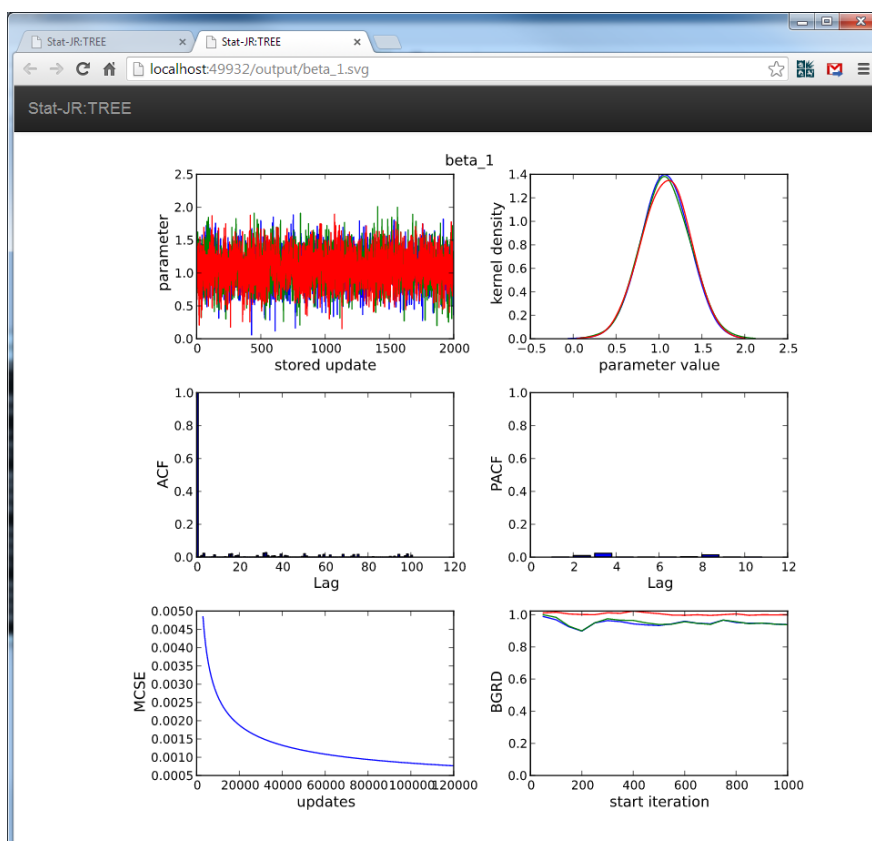 Stat-JR:TREE
Stat-JR:TREE
localhost:49932/output/beta_1.svg
Stat-JR:TREE
beta_1
2.5
2.0
1.5
1.0
0.5
0.0
parameter
0 500 1000 1500 2000
stored update
1.4
1.2
1.0
0.8
0.6
0.4
0.2
0.0
kernel density
−0.5 0.0 0.5 1.0 1.5 2.0 2.5
parameter value
1.0
0.8
0.6
0.4
0.2
0.0
ACF
0 20 40 60 80 100 120
Lag
1.0
0.8
0.6
0.4
0.2
0.0
PACF
0 2 4 6 8 10 12
Lag
0.0050
0.0045
0.0040
0.0035
0.0030
0.0025
0.0020
0.0015
0.0010
0.0005
MCSE
0 20000 40000 60000 80000 100000 120000
updates
1.0
0.8
0.6
0.4
0.2
0.0
BGRD
0 200 400 600 800 1000
start iteration